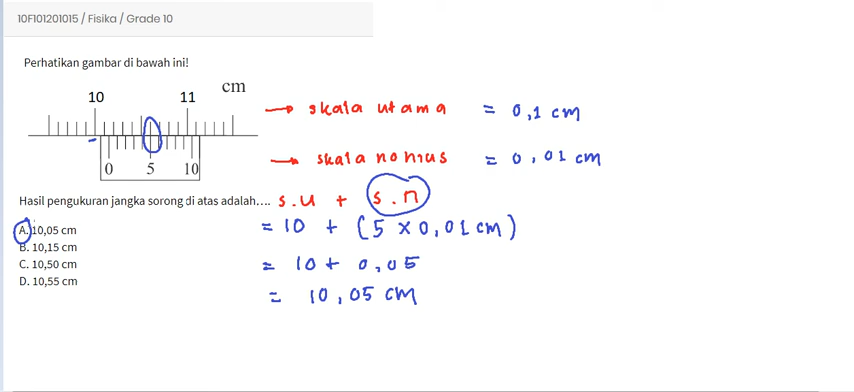 10F101201015 / Fisika / Grade 10
Perhatikan gambar di bawah ini!
cm
10 11
0 5 10
→ skala utama = 0,1 cm
→ skala nonius = 0,01 cm
Hasil pengukuran jangka sorong di atas adalah....
s.u + s.n
A. 10,05 cm
B. 10,15 cm
C. 10,50 cm
D. 10,55 cm
= 10 + (5 × 0,01 cm)
= 10 + 0,05
= 10,05 cm